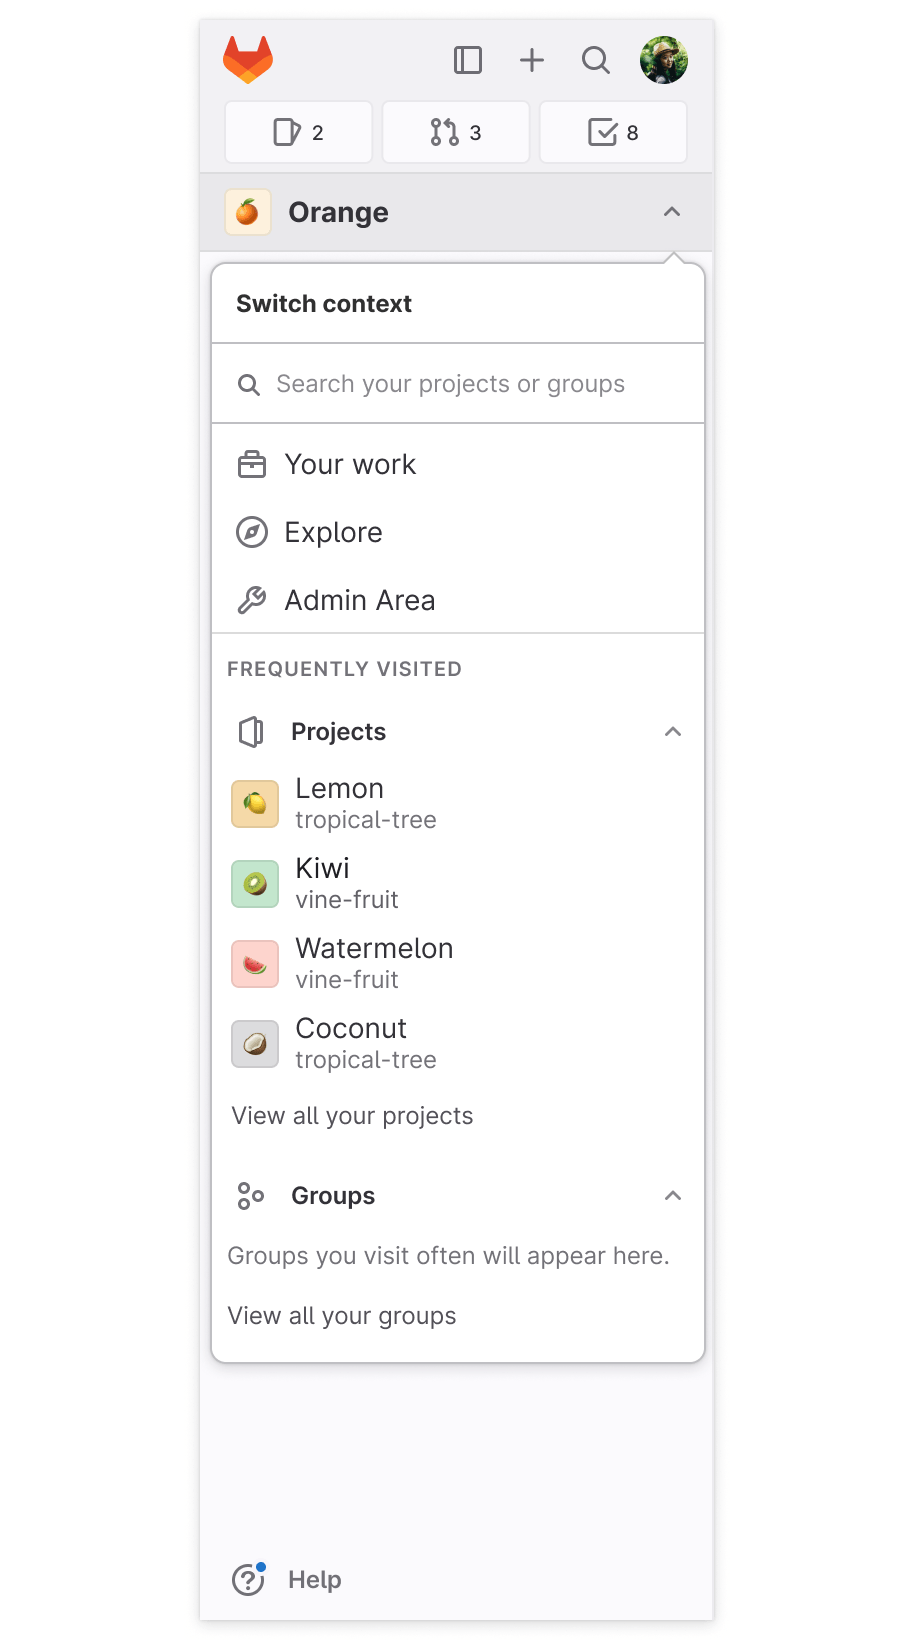 2
3
8
Orange
Switch context
Search your projects or groups
Your work
Explore
Admin Area
FREQUENTLY VISITED
Projects
Lemon
tropical-tree
Kiwi
vine-fruit
Watermelon
vine-fruit
Coconut
tropical-tree
View all your projects
Groups
Groups you visit often will appear here.
View all your groups
Help